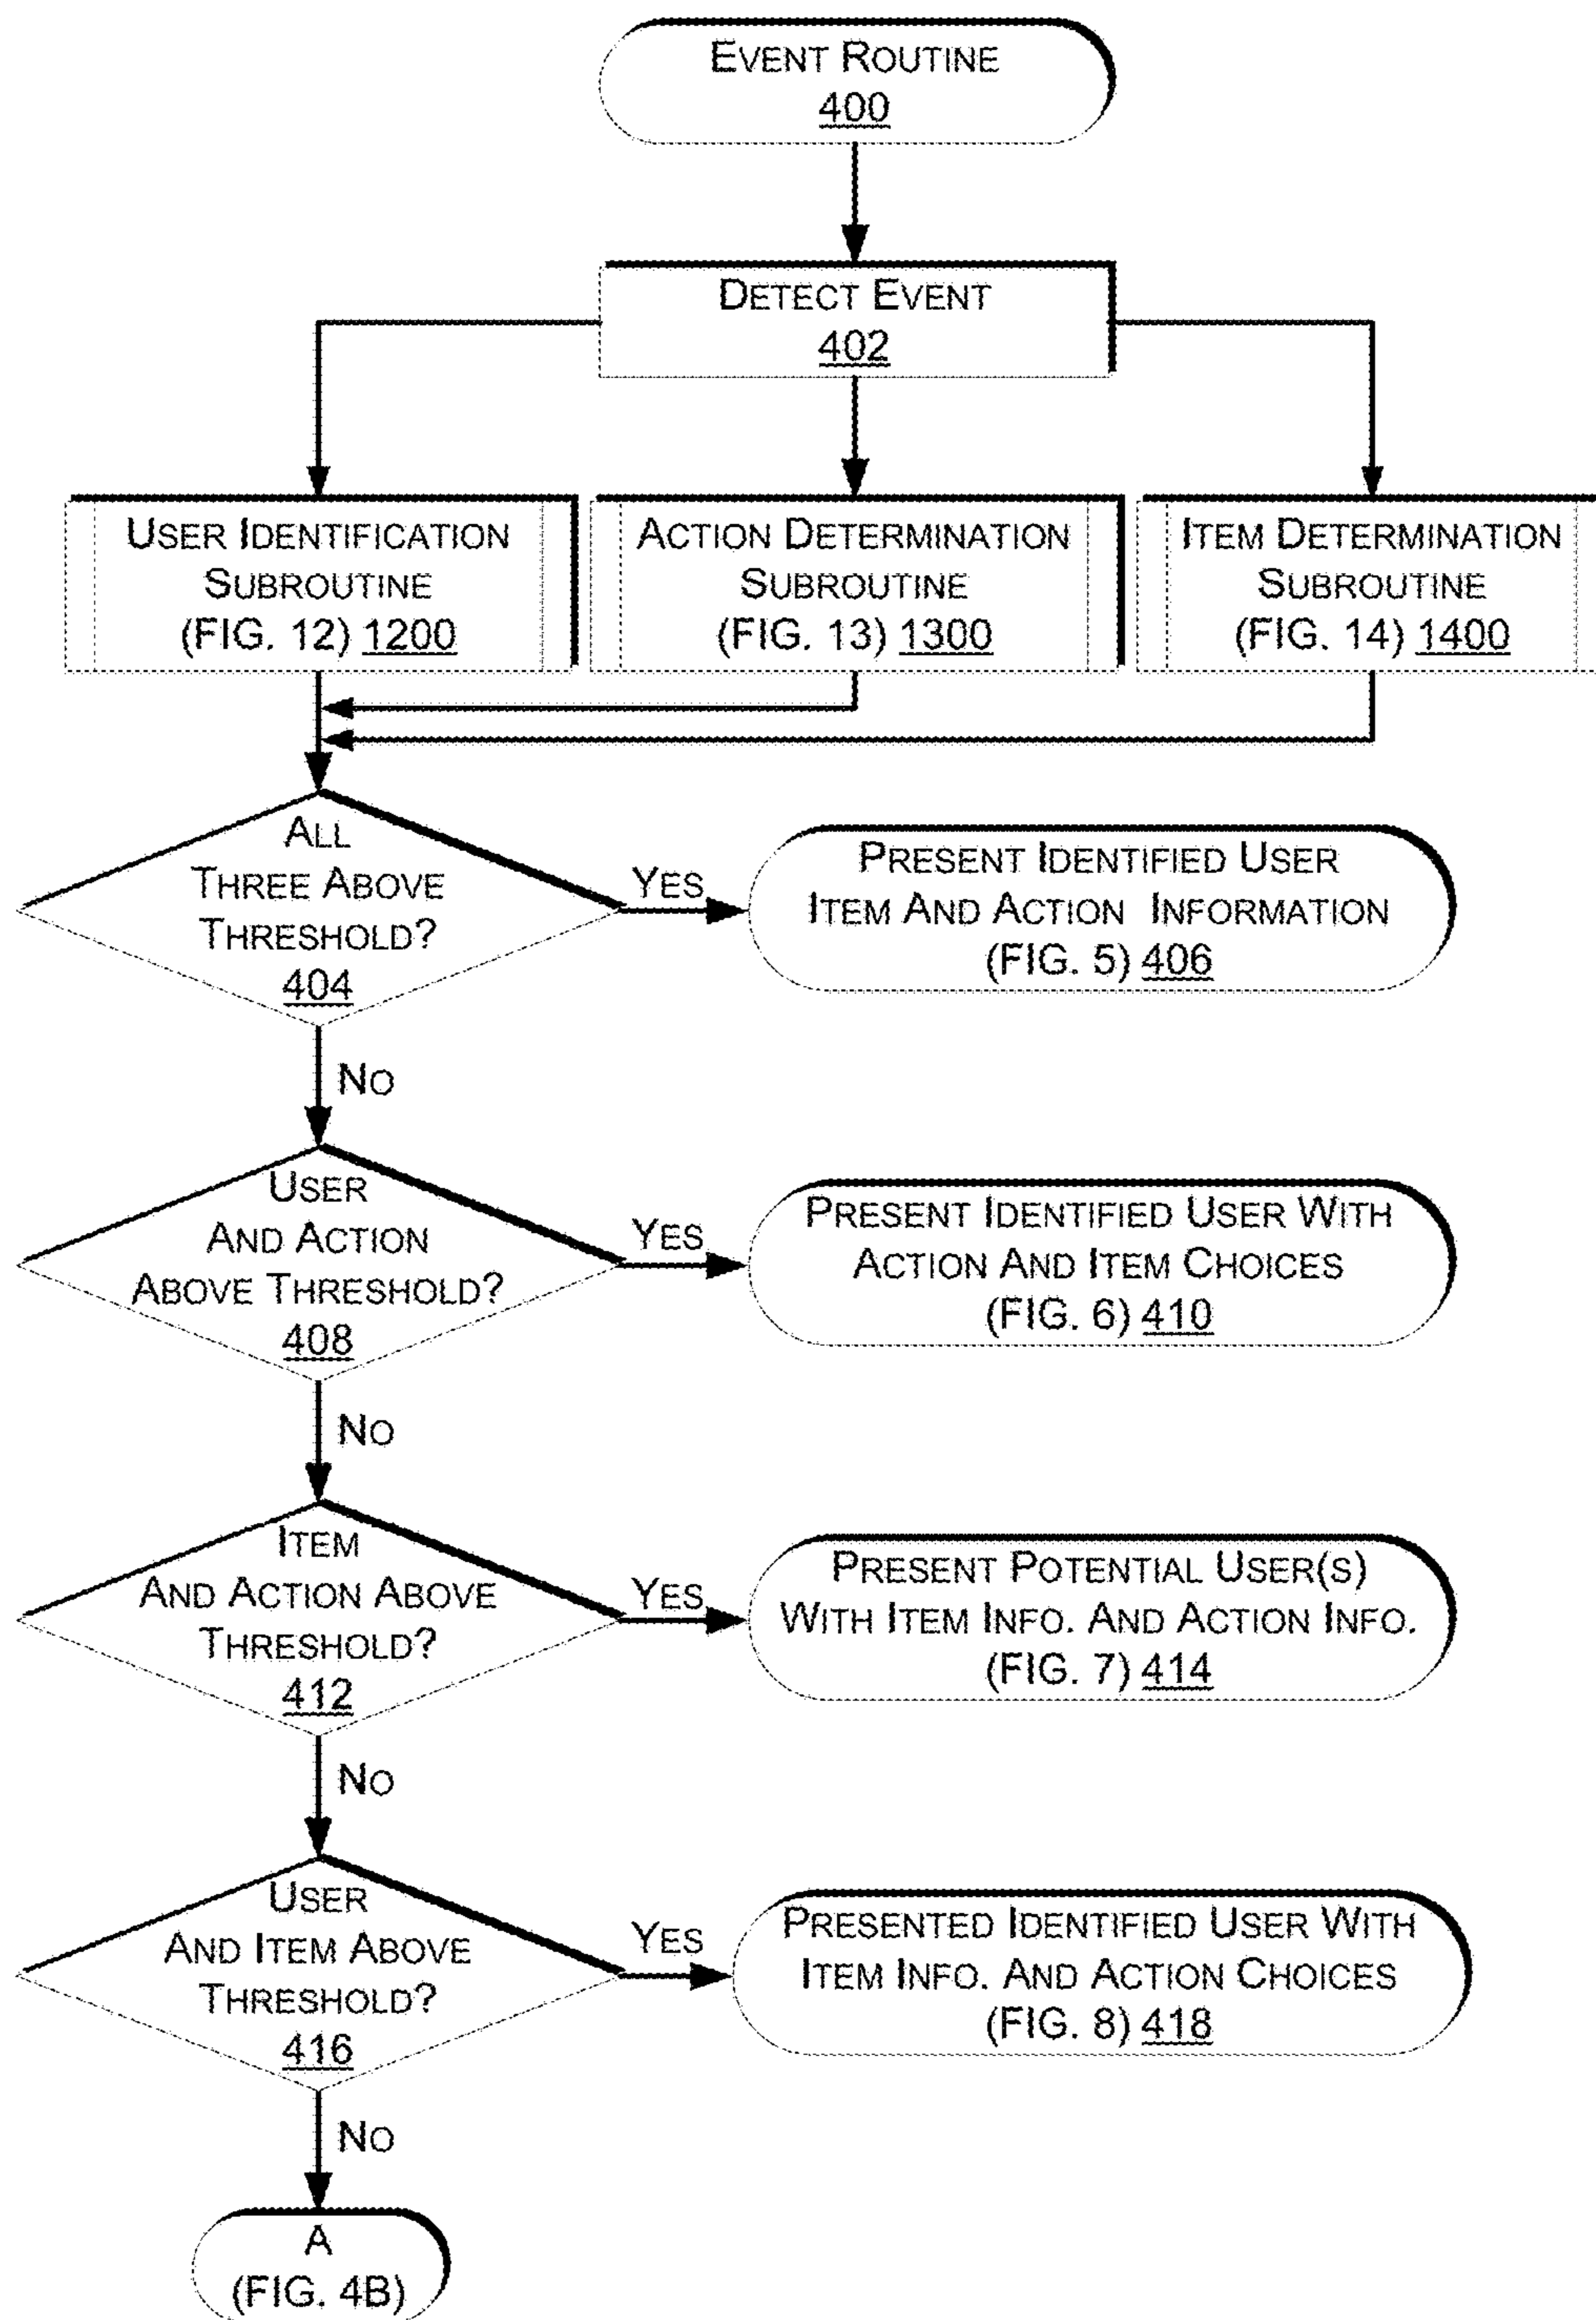 EVENT ROUTINE
400
DETECT EVENT
402
USER IDENTIFICATION
SUBROUTINE
(FIG. 12) 1200
ACTION DETERMINATION
SUBROUTINE
(FIG. 13) 1300
ITEM DETERMINATION
SUBROUTINE
(FIG. 14) 1400
ALL
THREE ABOVE
THRESHOLD?
404
YES
PRESENT IDENTIFIED USER
ITEM AND ACTION INFORMATION
(FIG. 5) 406
NO
USER
AND ACTION
ABOVE THRESHOLD?
408
YES
PRESENT IDENTIFIED USER WITH
ACTION AND ITEM CHOICES
(FIG. 6) 410
NO
ITEM
AND ACTION ABOVE
THRESHOLD?
412
YES
PRESENT POTENTIAL USER(S)
WITH ITEM INFO. AND ACTION INFO.
(FIG. 7) 414
NO
USER
AND ITEM ABOVE
THRESHOLD?
416
YES
PRESENTED IDENTIFIED USER WITH
ITEM INFO. AND ACTION CHOICES
(FIG. 8) 418
NO
A
(FIG. 4B)